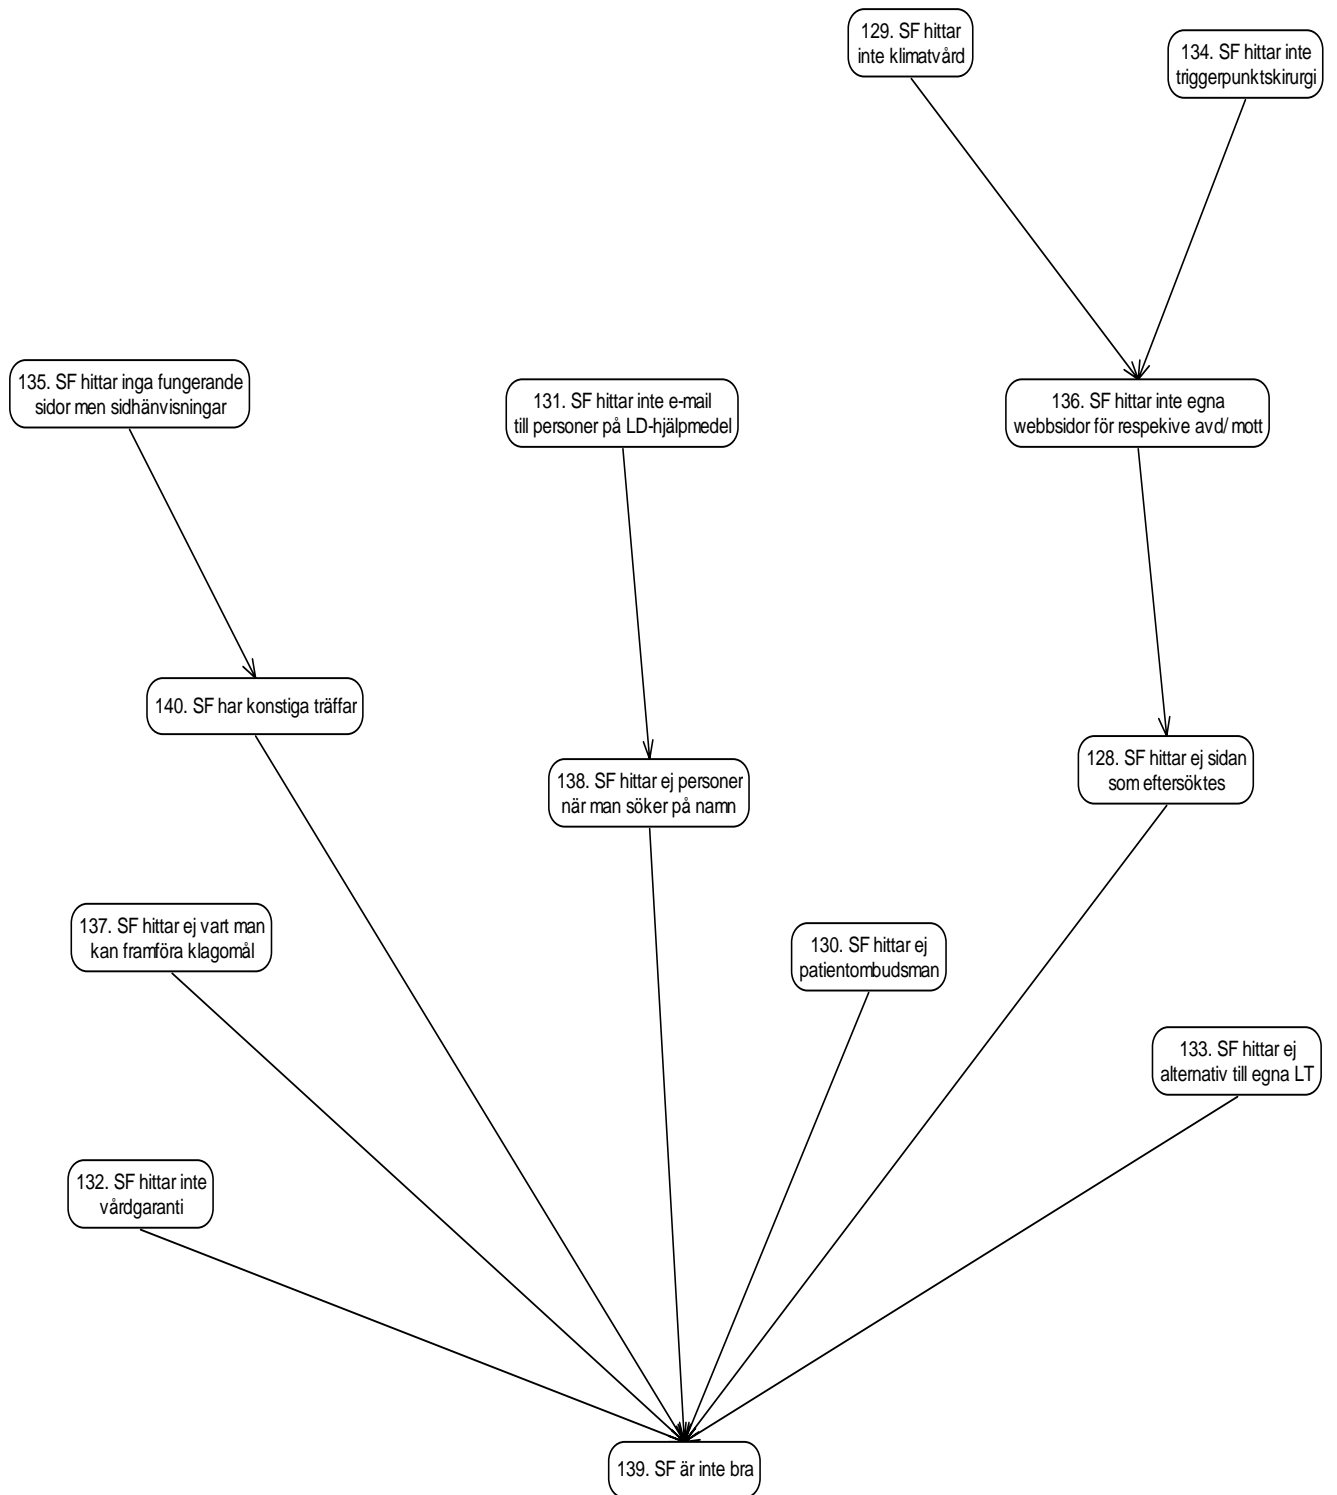 129. SF hittar
inte klimatvård
134. SF hittar inte
triggerpunktskirurgi
135. SF hittar inga fungerande
sidor men sidhänvisningar
131. SF hittar inte e-mail
till personer på LD-hjälpmedel
136. SF hittar inte egna
webbsidor för respekive avd/mott
140. SF har konstiga träffar
138. SF hittar ej personer
när man söker på namn
128. SF hittar ej sidan
som eftersöktes
137. SF hittar ej vart man
kan framföra klagomål
130. SF hittar ej
patientombudsman
133. SF hittar ej
alternativ till egna LT
132. SF hittar inte
vårdgaranti
139. SF är inte bra